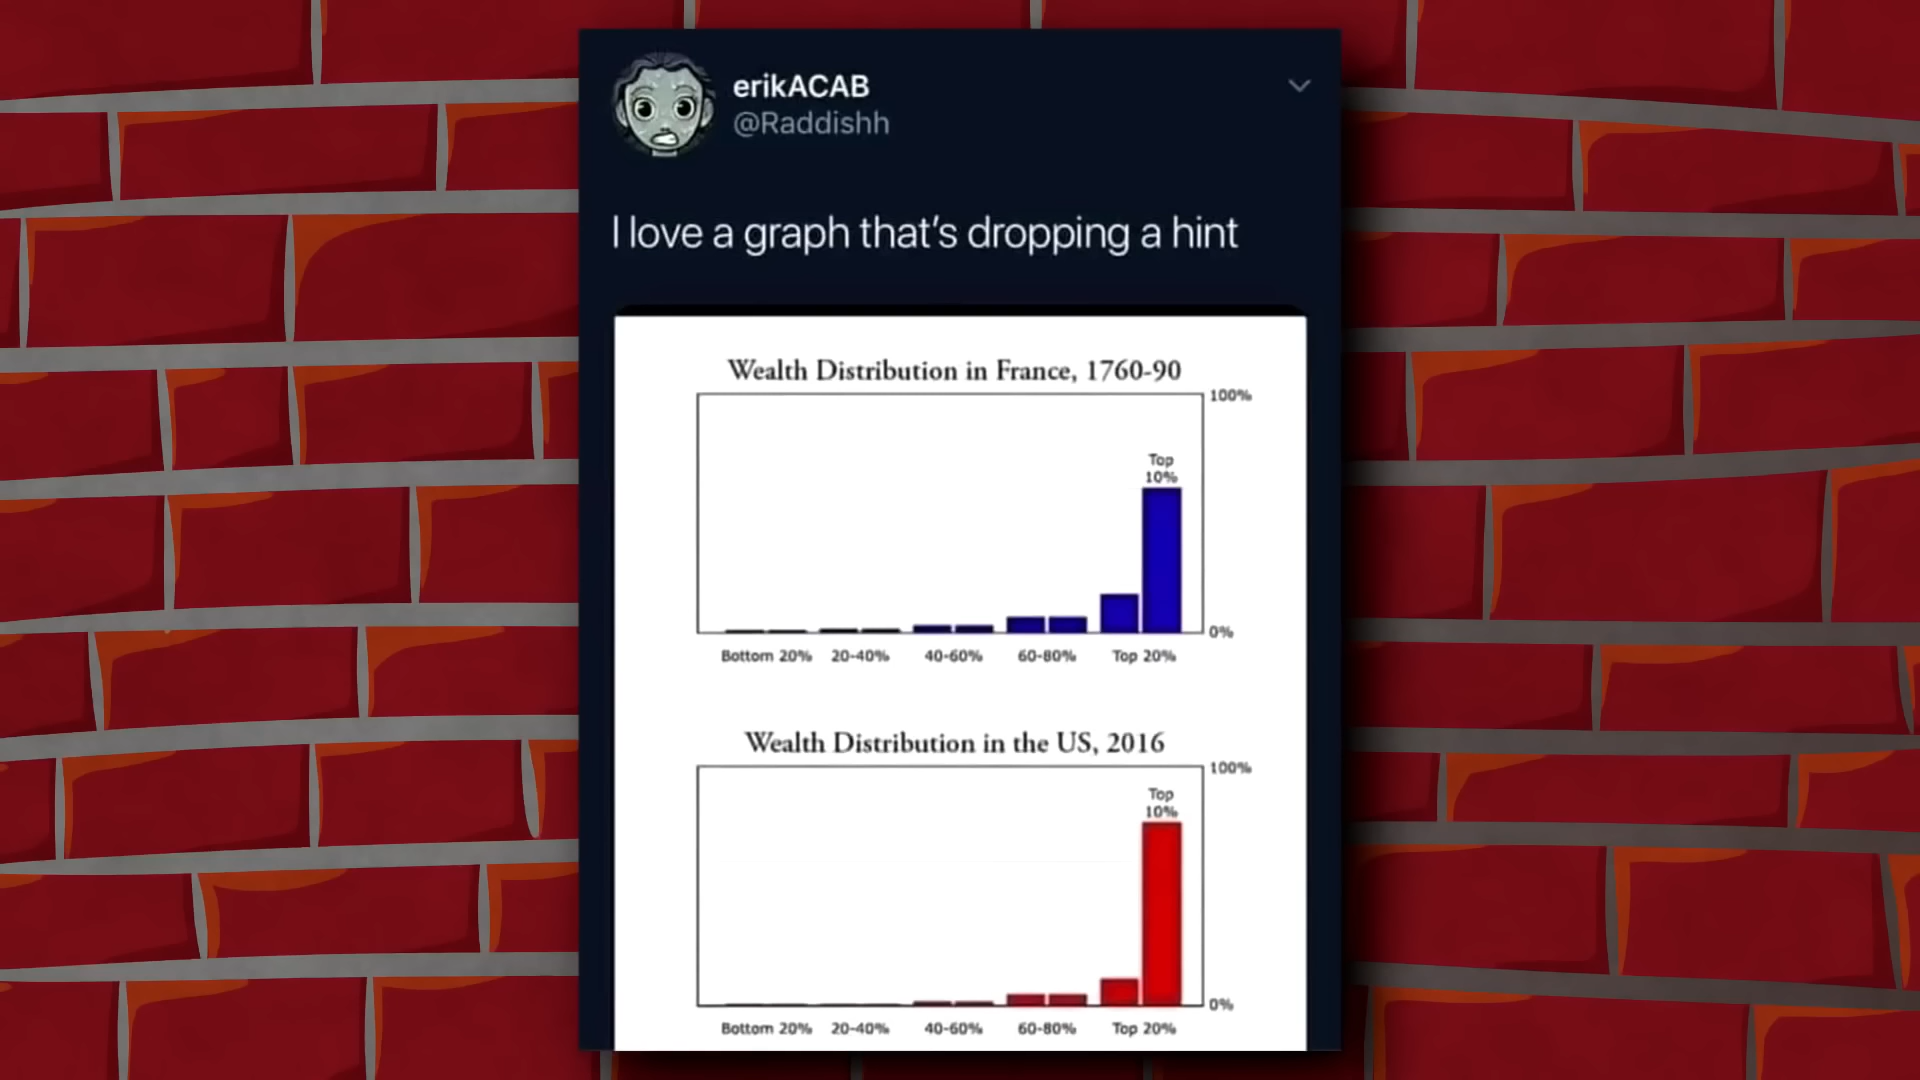 erikACAB
@Raddishh
I love a graph that's dropping a hint
Wealth Distribution in France, 1760-90
100%
Top
10%
0%
Bottom 20% 20-40% 40-60% 60-80% Top 20%
Wealth Distribution in the US, 2016
100%
Top
10%
0%
Bottom 20% 20-40% 40-60% 60-80% Top 20%